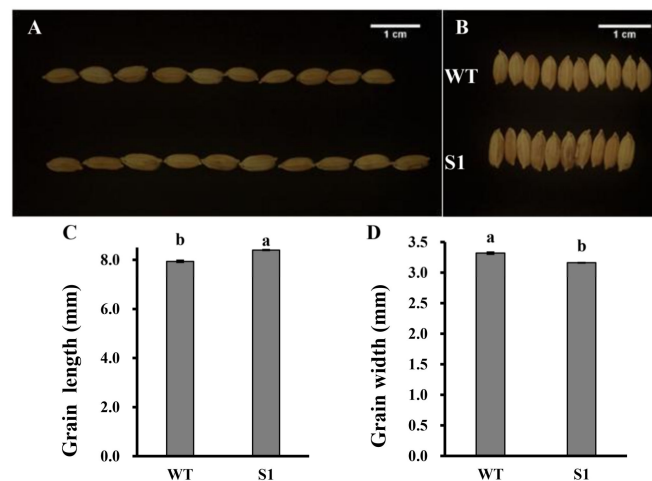 A
1 cm
B
1 cm
WT
S1
C
D
Grain length (mm)
8.0
6.0
4.0
2.0
0.0
b
a
WT
S1
Grain width (mm)
3.5
3.0
2.5
2.0
1.5
1.0
0.5
0.0
a
b
WT
S1